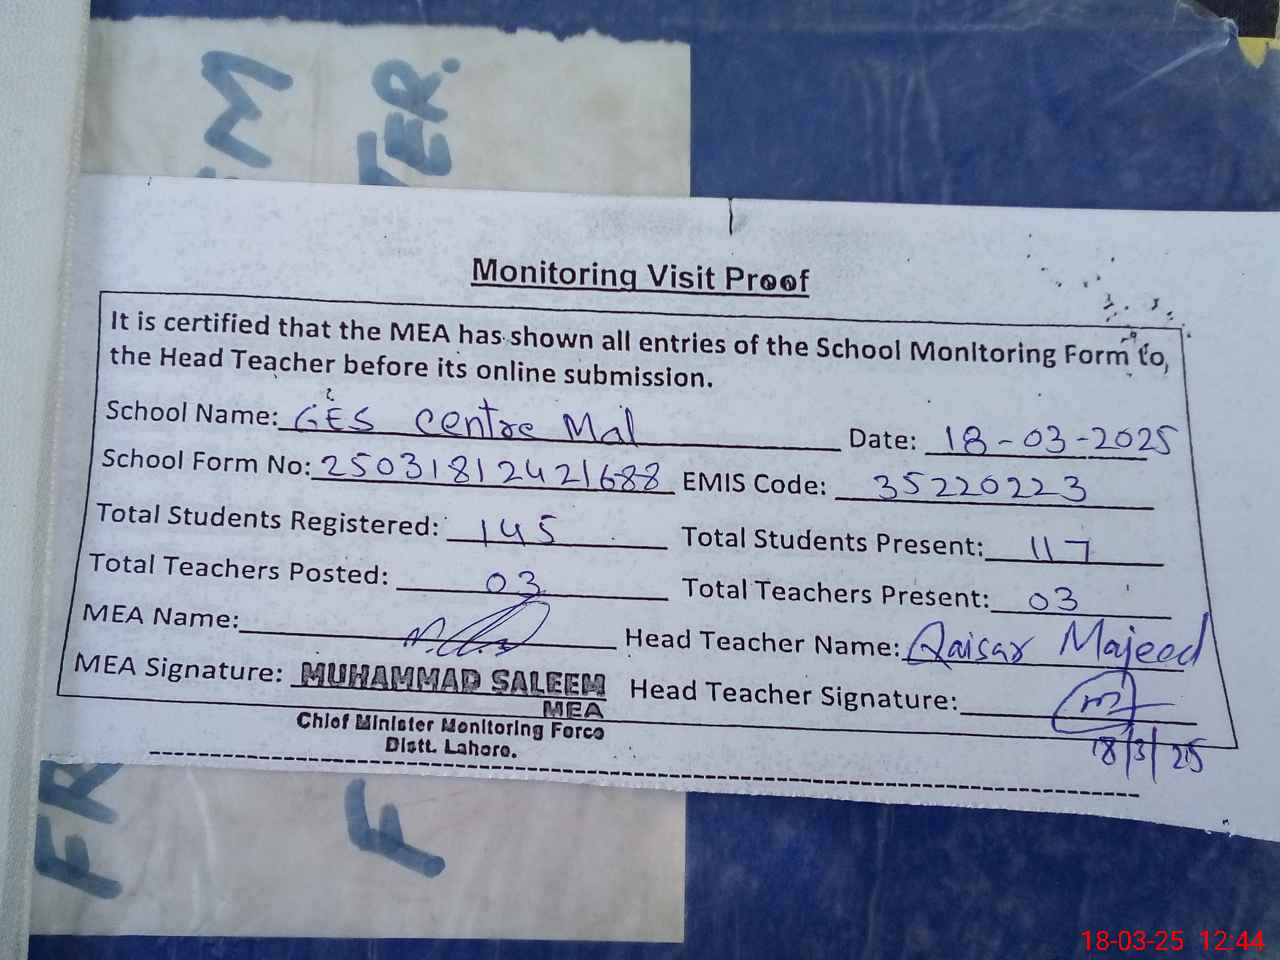 M
TER.
Monitoring Visit Proof
It is certified that the MEA has shown all entries of the School Monitoring Form to,
the Head Teacher before its online submission.
School Name: GES Centre Mal Date: 18-03-2025
School Form No: 25031812421688 EMIS Code: 35220223
Total Students Registered: 145 Total Students Present: 117
Total Teachers Posted: 03 Total Teachers Present: 03
MEA Name: Head Teacher Name: Qaisar Majeed
MEA Signature: MUHAMMAD SALEEM Head Teacher Signature:
MEA
Chief Minister Monitoring Force
Distt. Lahore.
18/3/25
FR
F
18-03-25 12:44